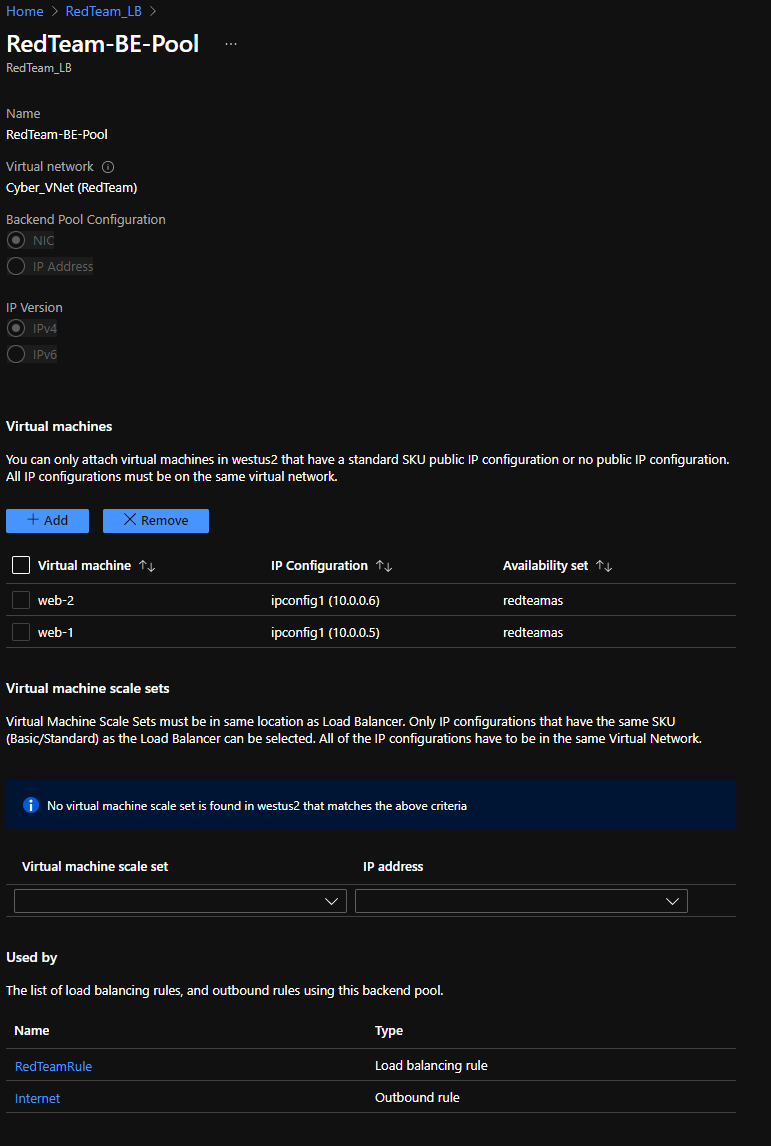 Home > RedTeam_LB >
RedTeam-BE-Pool ...
RedTeam_LB
Name
RedTeam-BE-Pool
Virtual network
Cyber_VNet (RedTeam)
Backend Pool Configuration
NIC
IP Address
IP Version
IPv4
IPv6
Virtual machines
You can only attach virtual machines in westus2 that have a standard SKU public IP configuration or no public IP configuration.
All IP configurations must be on the same virtual network.
+ Add × Remove
Virtual machine ↑↓ IP Configuration ↑↓ Availability set ↑↓
web-2 ipconfig1 (10.0.0.6) redteamas
web-1 ipconfig1 (10.0.0.5) redteamas
Virtual machine scale sets
Virtual Machine Scale Sets must be in same location as Load Balancer. Only IP configurations that have the same SKU
(Basic/Standard) as the Load Balancer can be selected. All of the IP configurations have to be in the same Virtual Network.
No virtual machine scale set is found in westus2 that matches the above criteria
Virtual machine scale set IP address
Used by
The list of load balancing rules, and outbound rules using this backend pool.
Name Type
RedTeamRule Load balancing rule
Internet Outbound rule